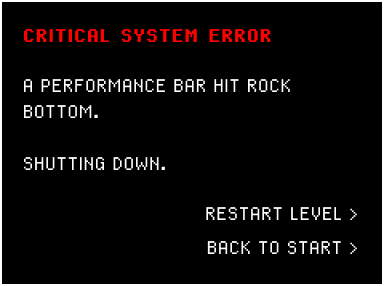 CRITICAL SYSTEM ERROR
A PERFORMANCE BAR HIT ROCK
BOTTOM.
SHUTTING DOWN.
RESTART LEVEL >
BACK TO START >